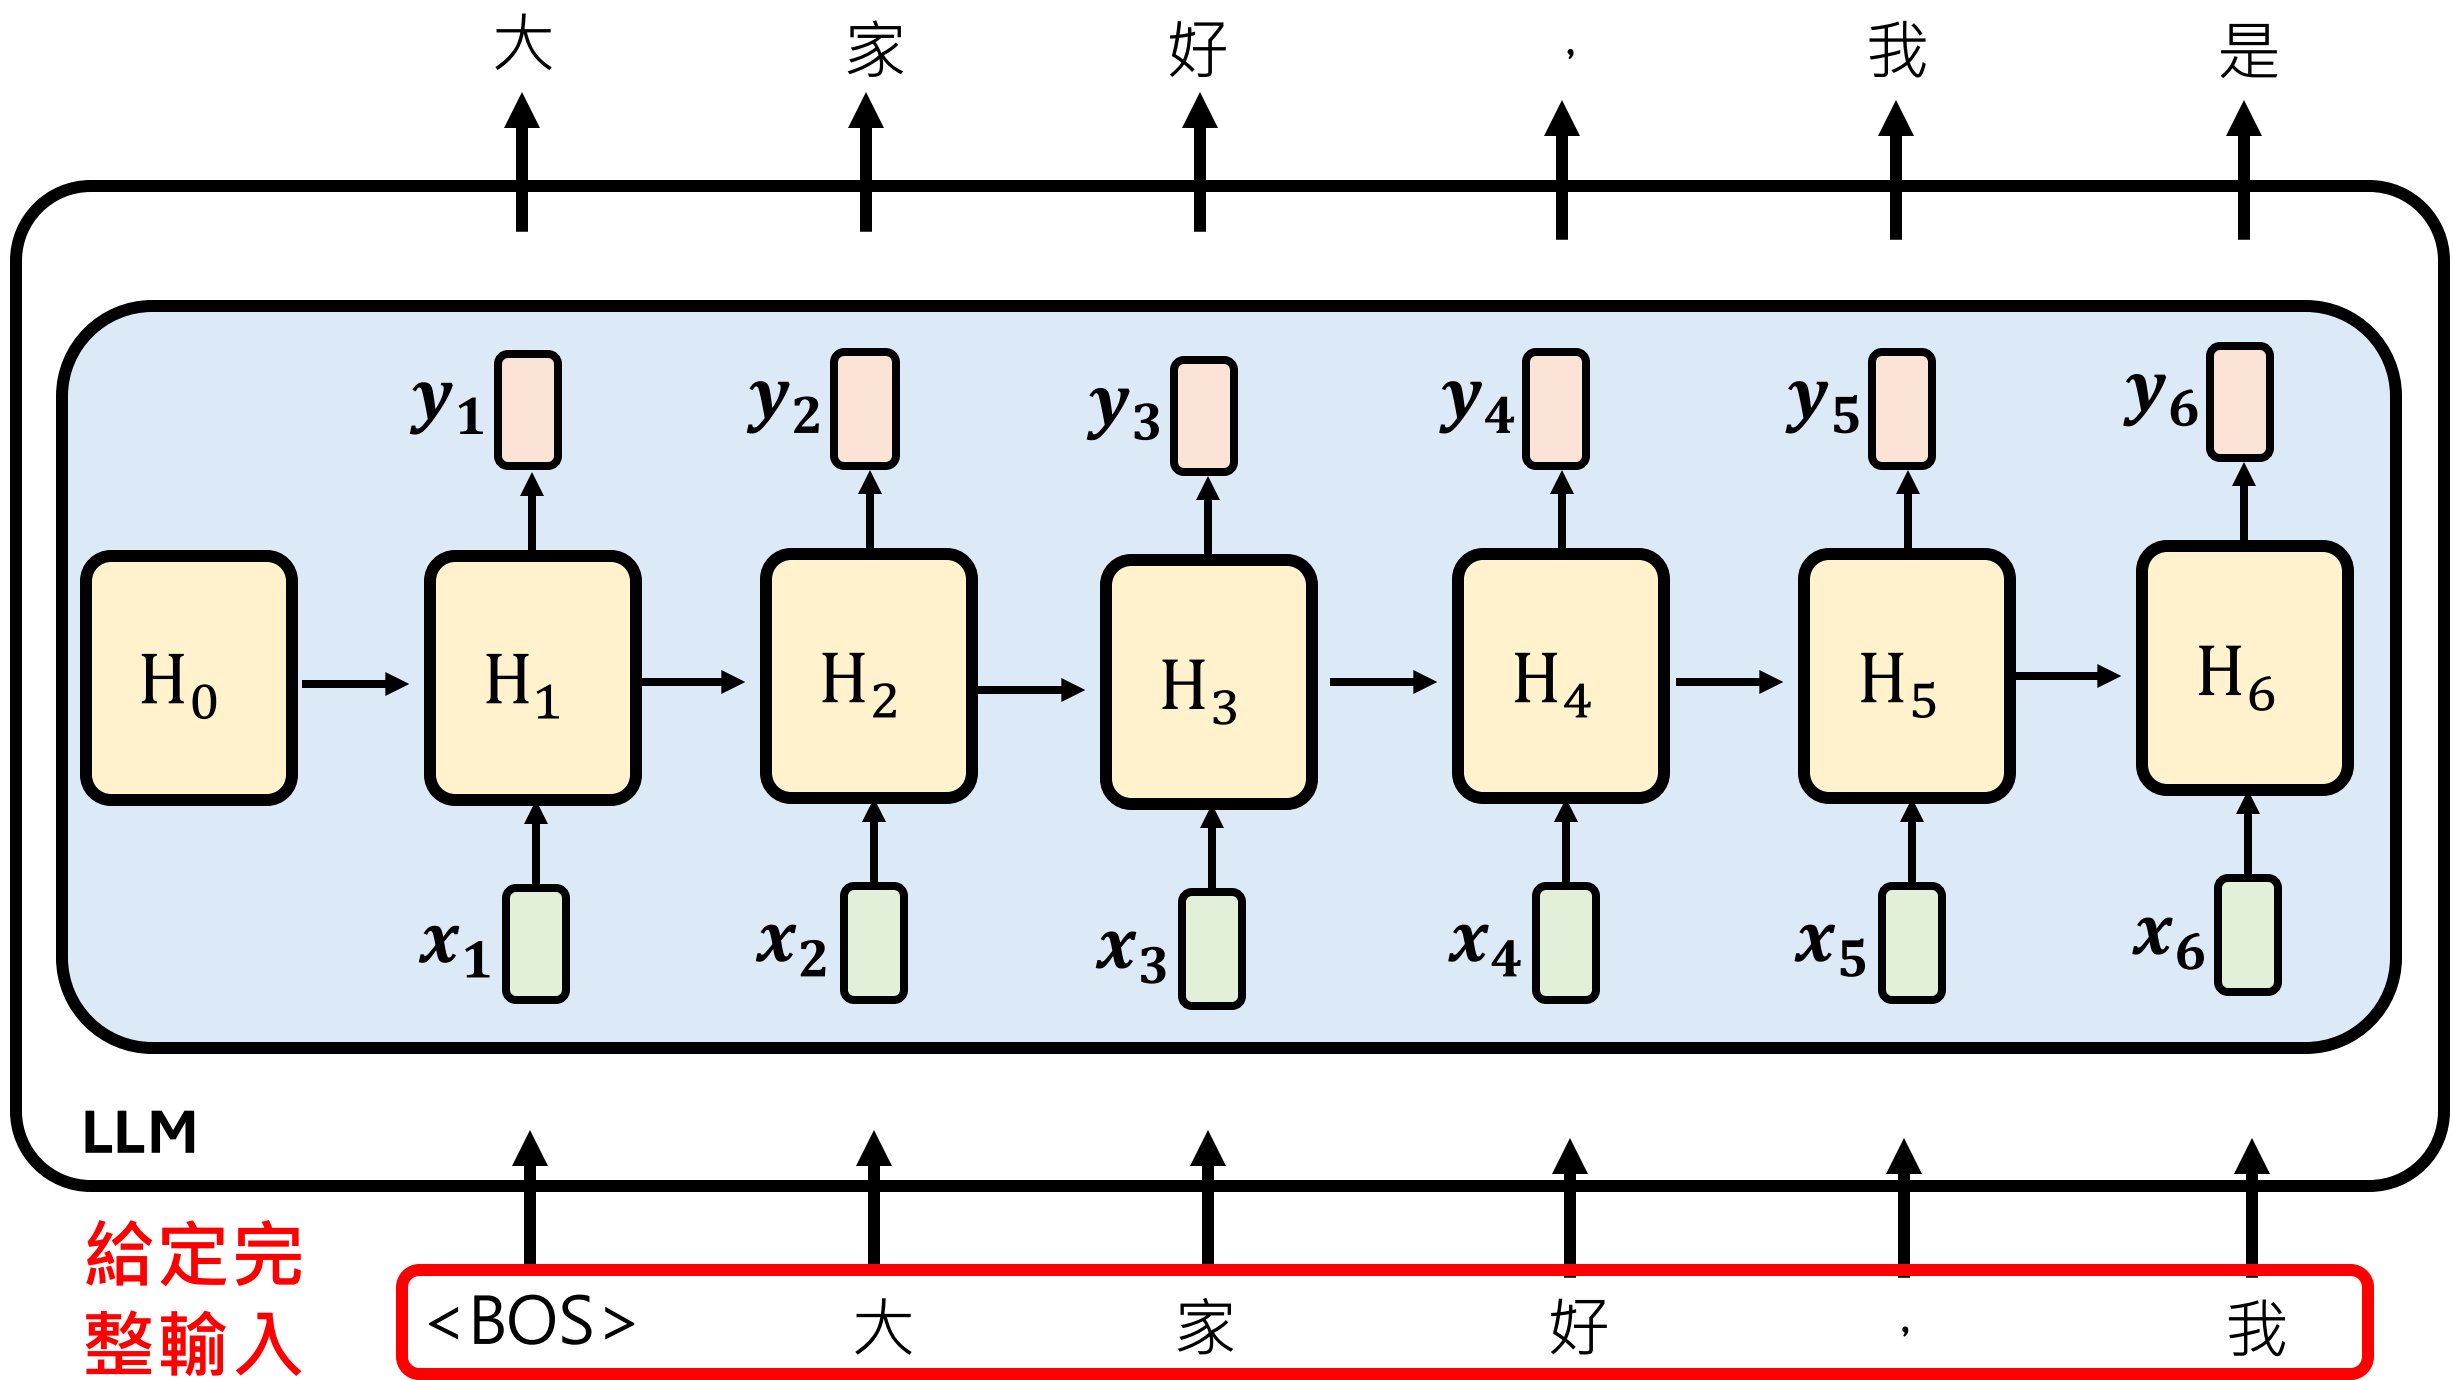 大 家 好 , 我 是
y1 y2 y3 y4 y5 y6
H0 H1 H2 H3 H4 H5 H6
x1 x2 x3 x4 x5 x6
LLM
給定完
整輸入
<BOS> 大 家 好 , 我